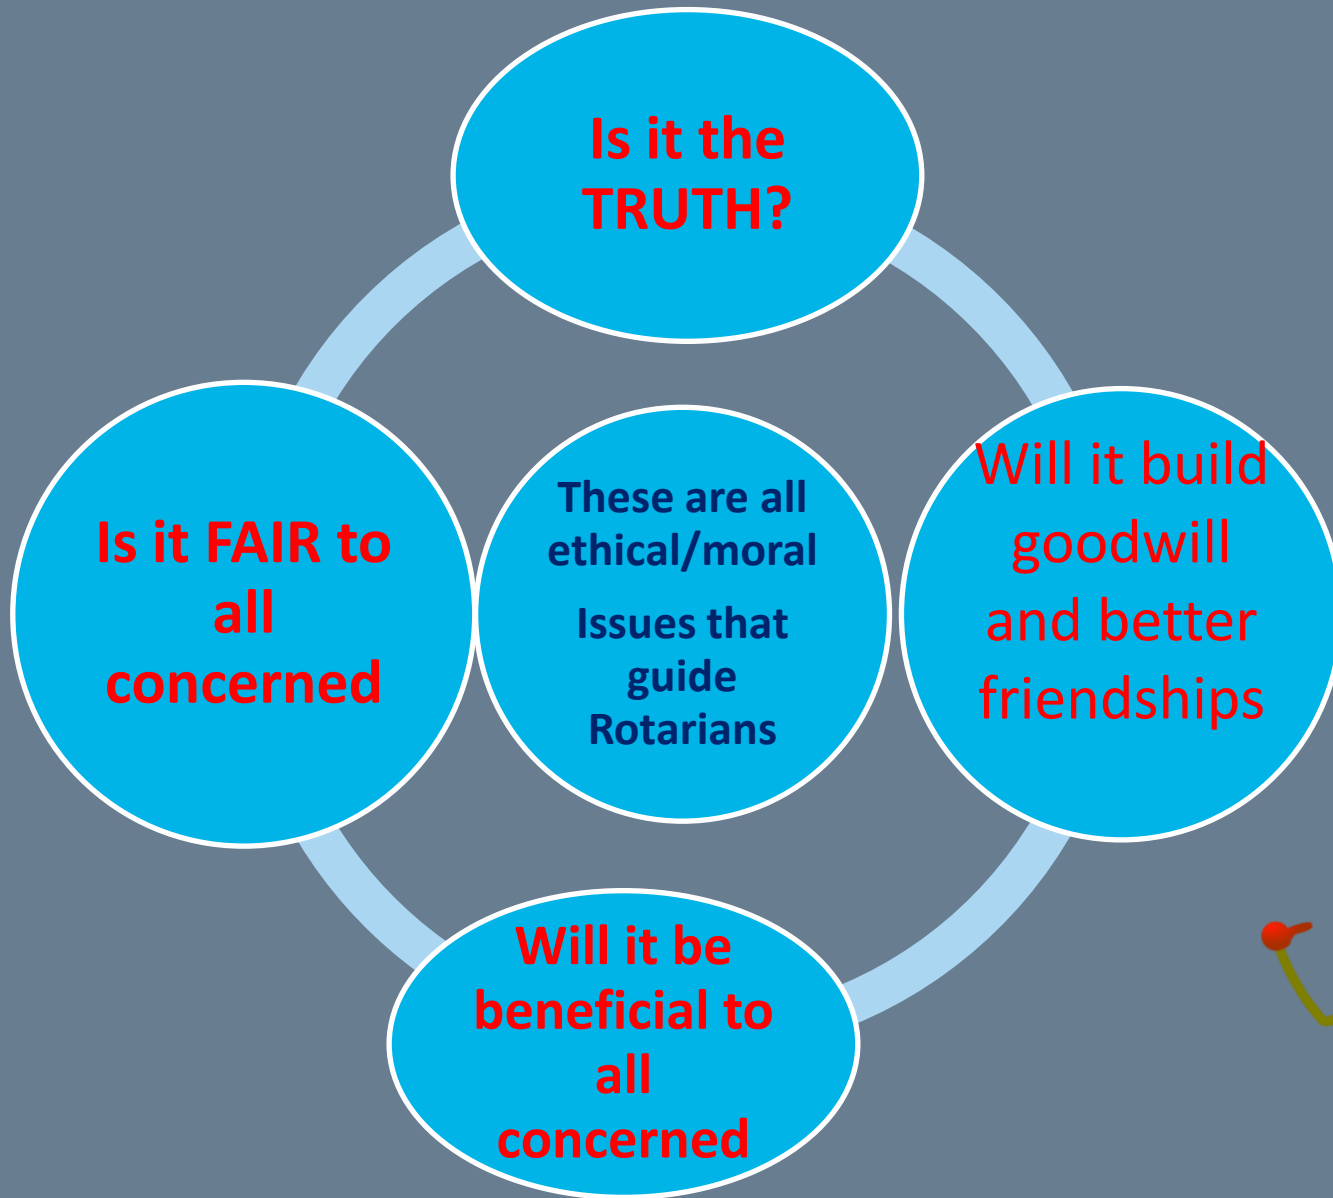 Is it the
TRUTH?
Is it FAIR to
all
concerned
These are all
ethical/moral
Issues that
guide
Rotarians
Will it build
goodwill
and better
friendships
Will it be
beneficial to
all
concerned